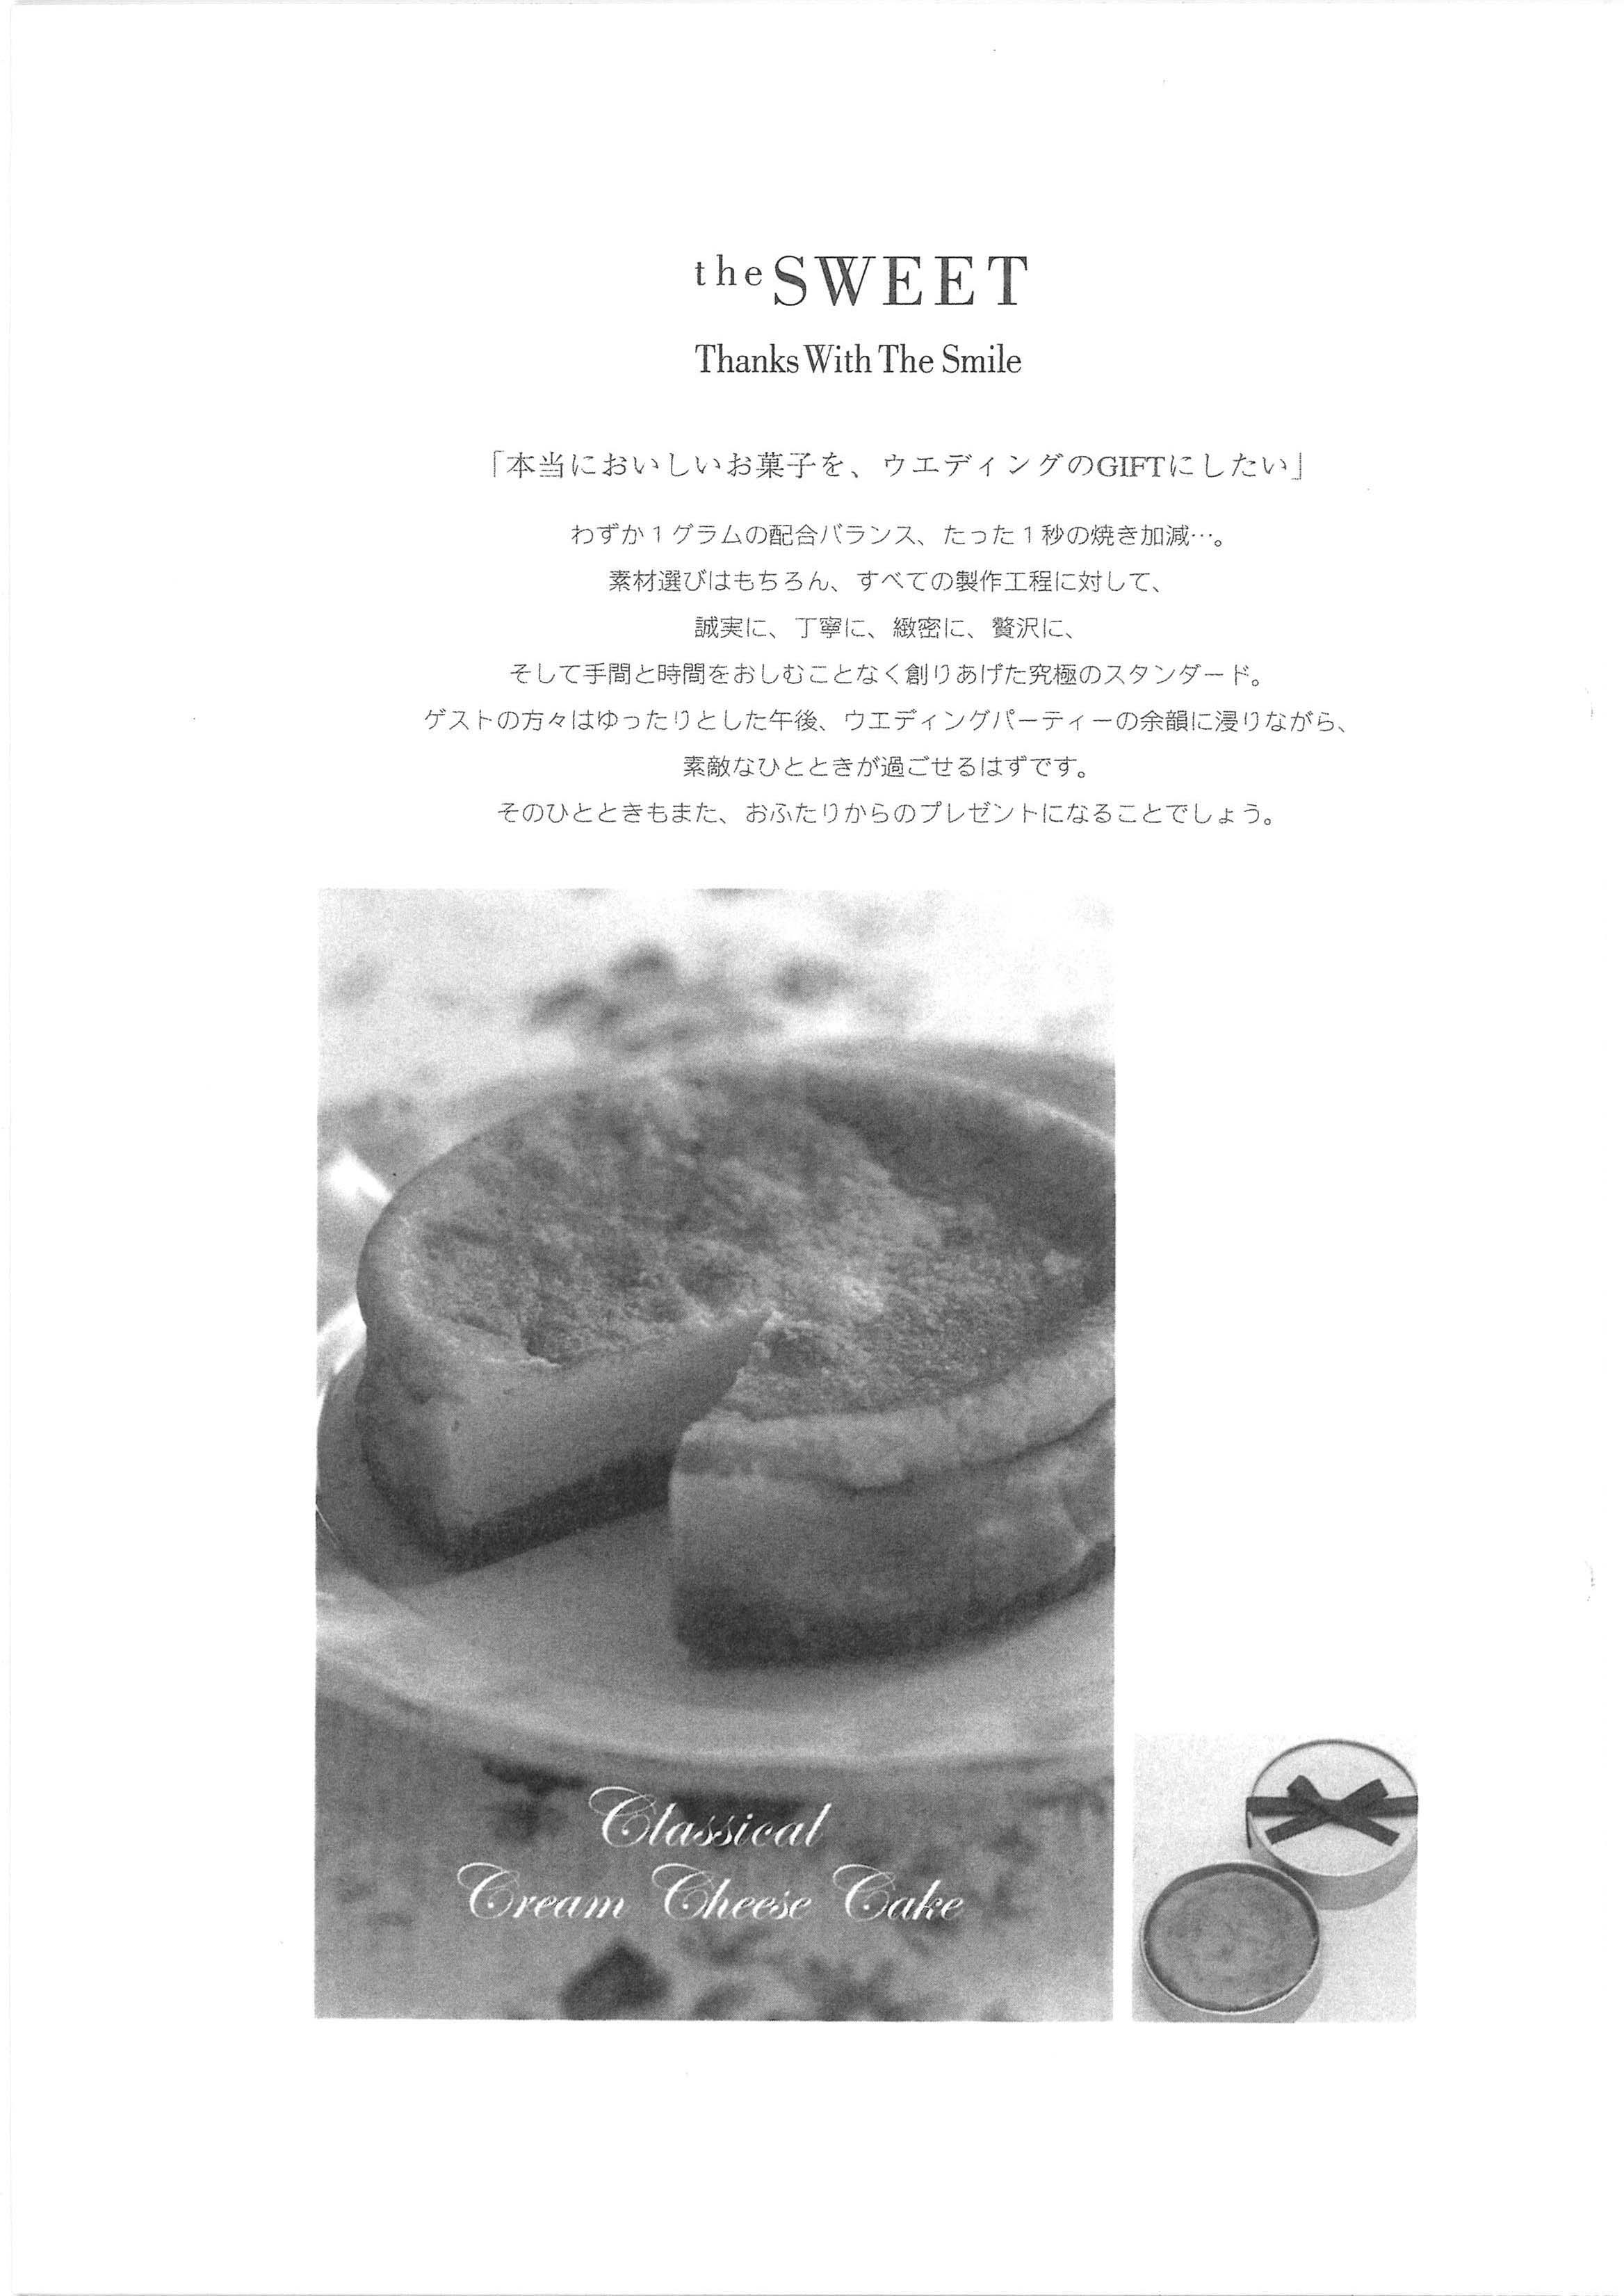 the SWEET
Thanks With The Smile
「本当においしいお菓子を、ウエディングのGIFTにしたい」
わずか1グラムの配合バランス、たった1秒の焼き加減…。
素材選びはもちろん、すべての製作工程に対して、
誠実に、丁寧に、緻密に、贅沢に、
そして手間と時間をおしむことなく創りあげた究極のスタンダード。
ゲストの方々はゆったりとした午後、ウエディングパーティーの余韻に浸りながら、
素敵なひとときが過ごせるはずです。
そのひとときもまた、おふたりからのプレゼントになることでしょう。
Classical
Cream Cheese Cake